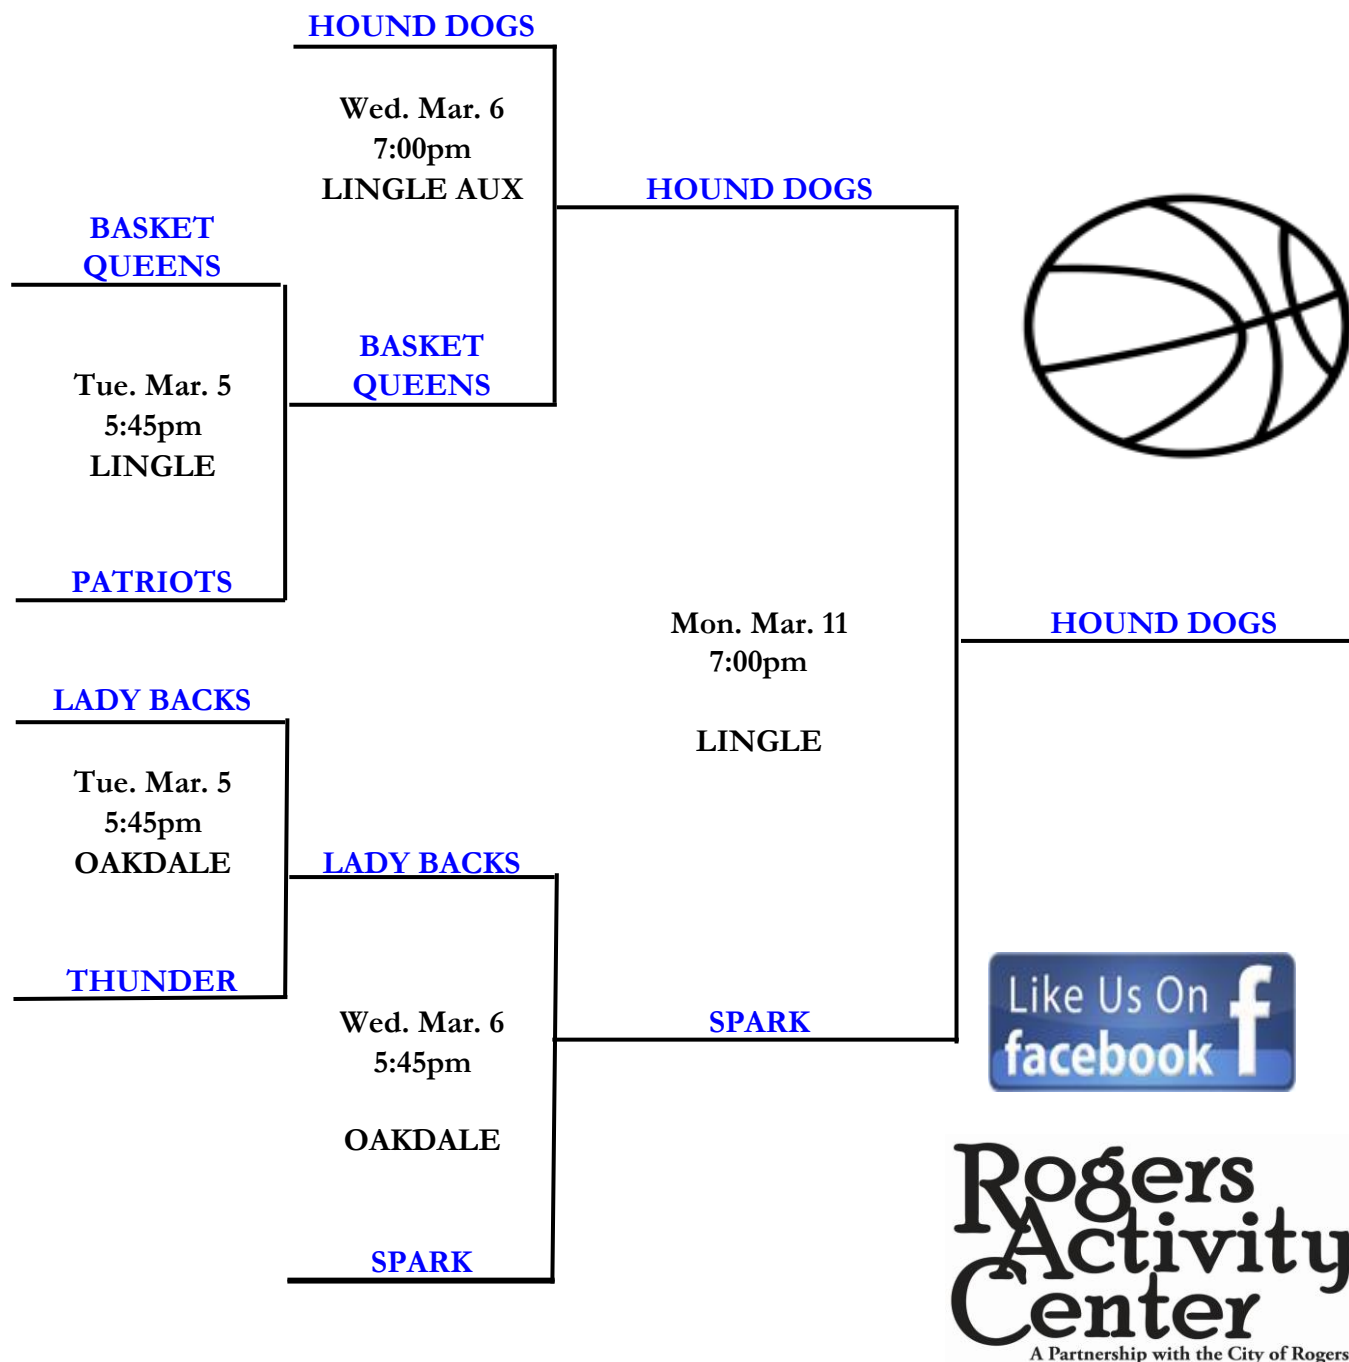 HOUND DOGS
Wed. Mar. 6
7:00pm
LINGLE AUX
HOUND DOGS
BASKET
QUEENS
BASKET
QUEENS
Tue. Mar. 5
5:45pm
LINGLE
PATRIOTS
Mon. Mar. 11
7:00pm
LINGLE
HOUND DOGS
LADY BACKS
Tue. Mar. 5
5:45pm
OAKDALE
LADY BACKS
THUNDER
Wed. Mar. 6
5:45pm
OAKDALE
SPARK
SPARK
Like Us On
facebook
f
Rogers
Activity
Center
A Partnership with the City of Rogers